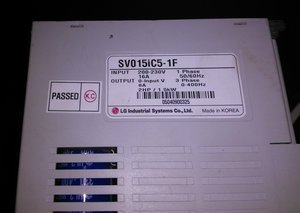 SV015iC5-1F
INPUT 200-230V 1 Phase
16A 50/60Hz
OUTPUT 0-Input V 3 Phase
8A 0-400Hz
2HP / 1.5kW
05040900325
LG Industrial Systems Co., Ltd. Made in KOREA
PASSED K.C